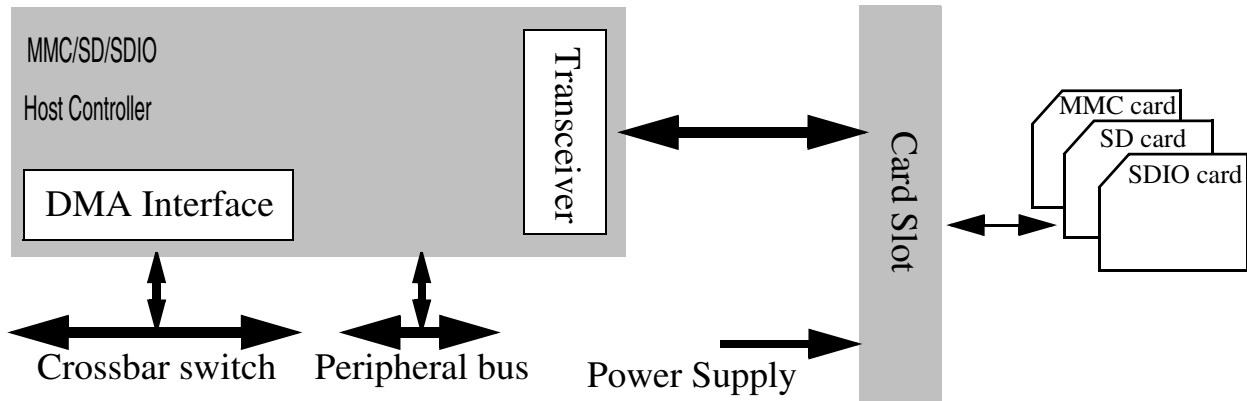 MMC/SD/SDIO
Host Controller
DMA Interface
Transceiver
Card Slot
MMC card
SD card
SDIO card
Crossbar switch
Peripheral bus
Power Supply